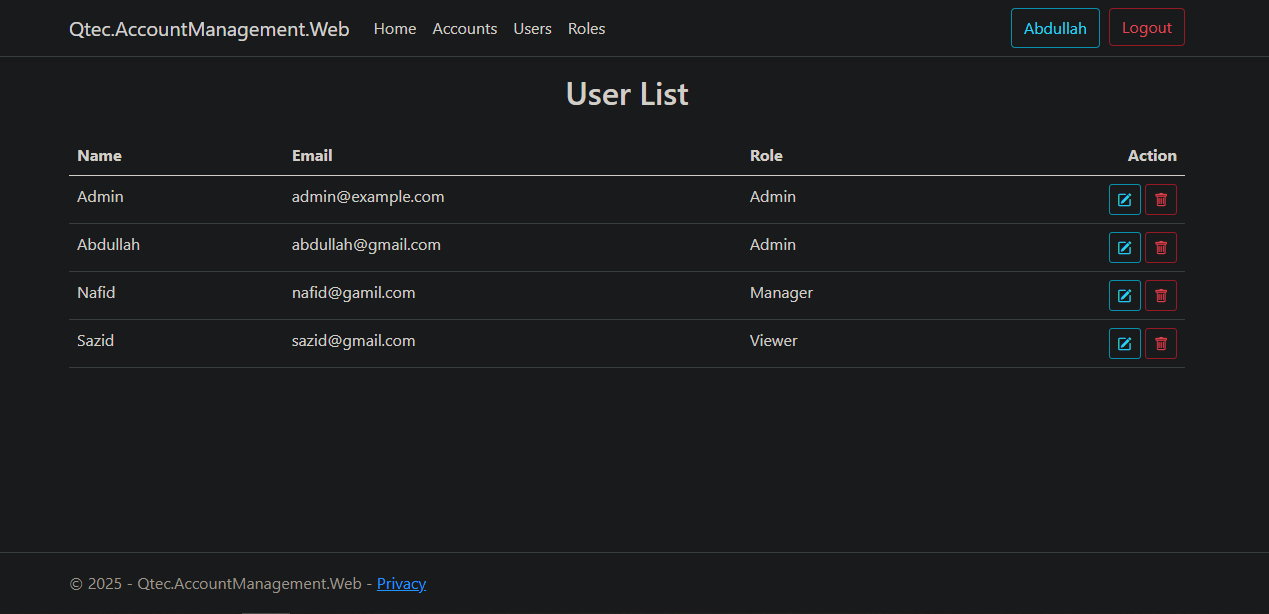 Qtec.AccountManagement.Web Home Accounts Users Roles Abdullah Logout
User List
Name Email Role Action
Admin admin@example.com Admin
Abdullah abdullah@gmail.com Admin
Nafid nafid@gamil.com Manager
Sazid sazid@gmail.com Viewer
© 2025 - Qtec.AccountManagement.Web - Privacy